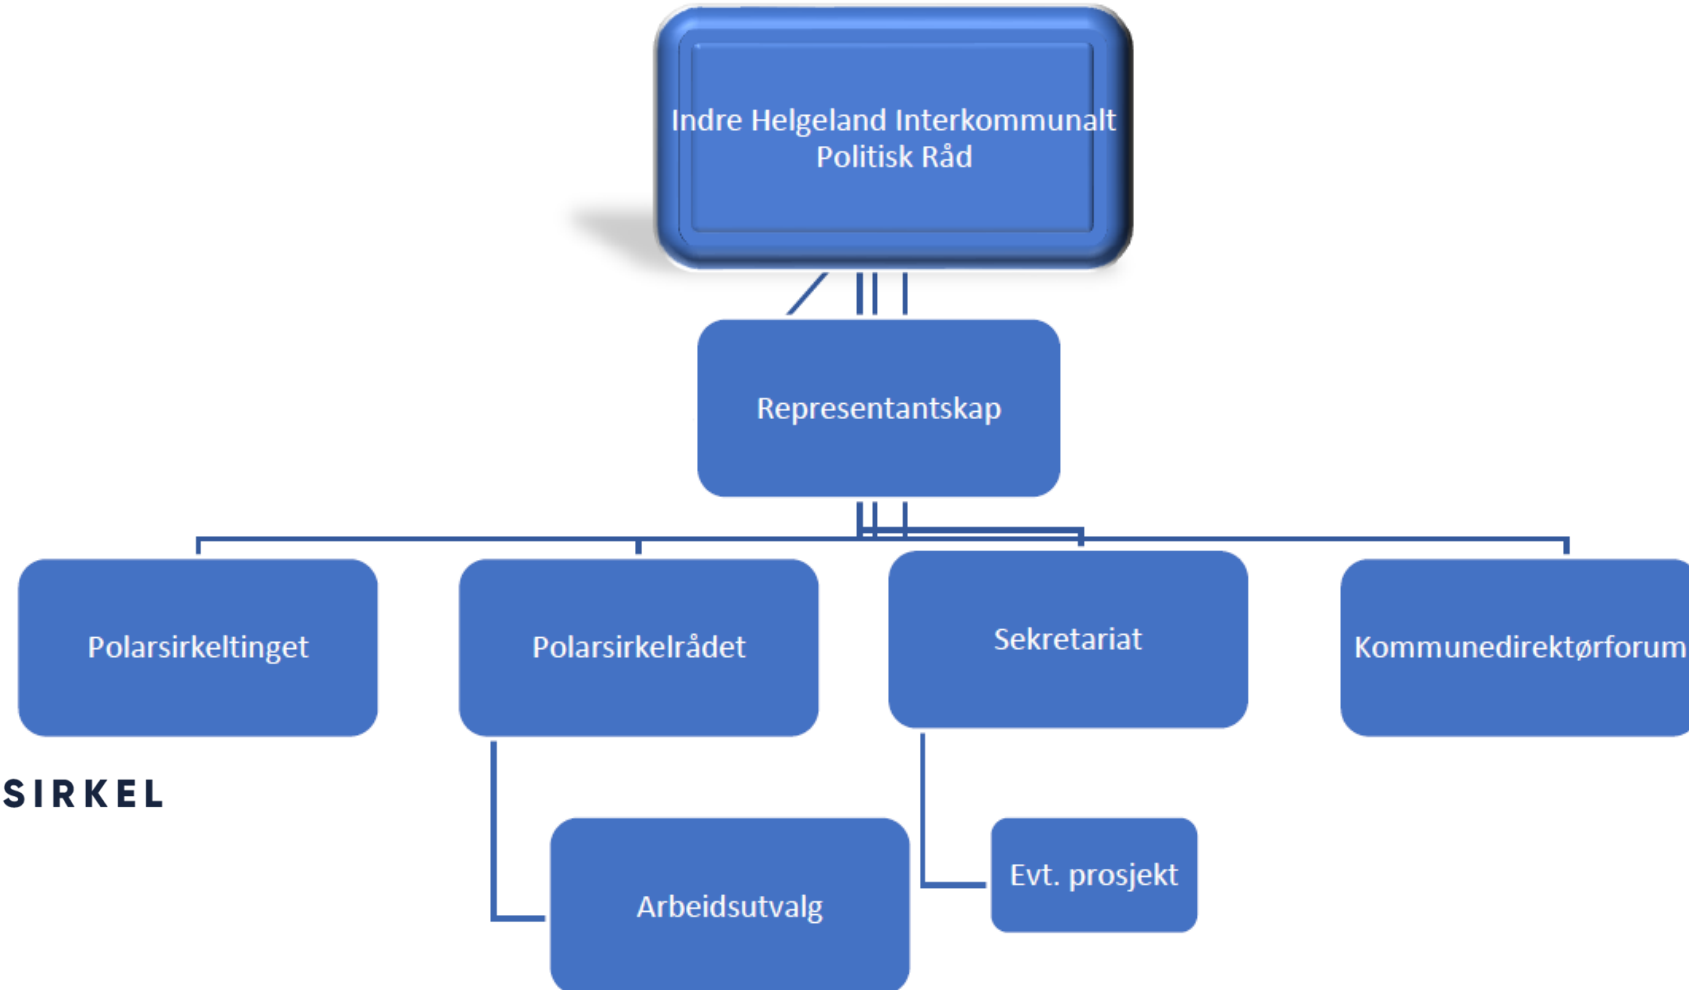 Indre Helgeland Interkommunalt
Politisk Råd
Representantskap
Polarsirkeltinget
Polarsirkelrådet
Sekretariat
Kommunedirektørforum
SIRKEL
Arbeidsutvalg
Evt. prosjekt